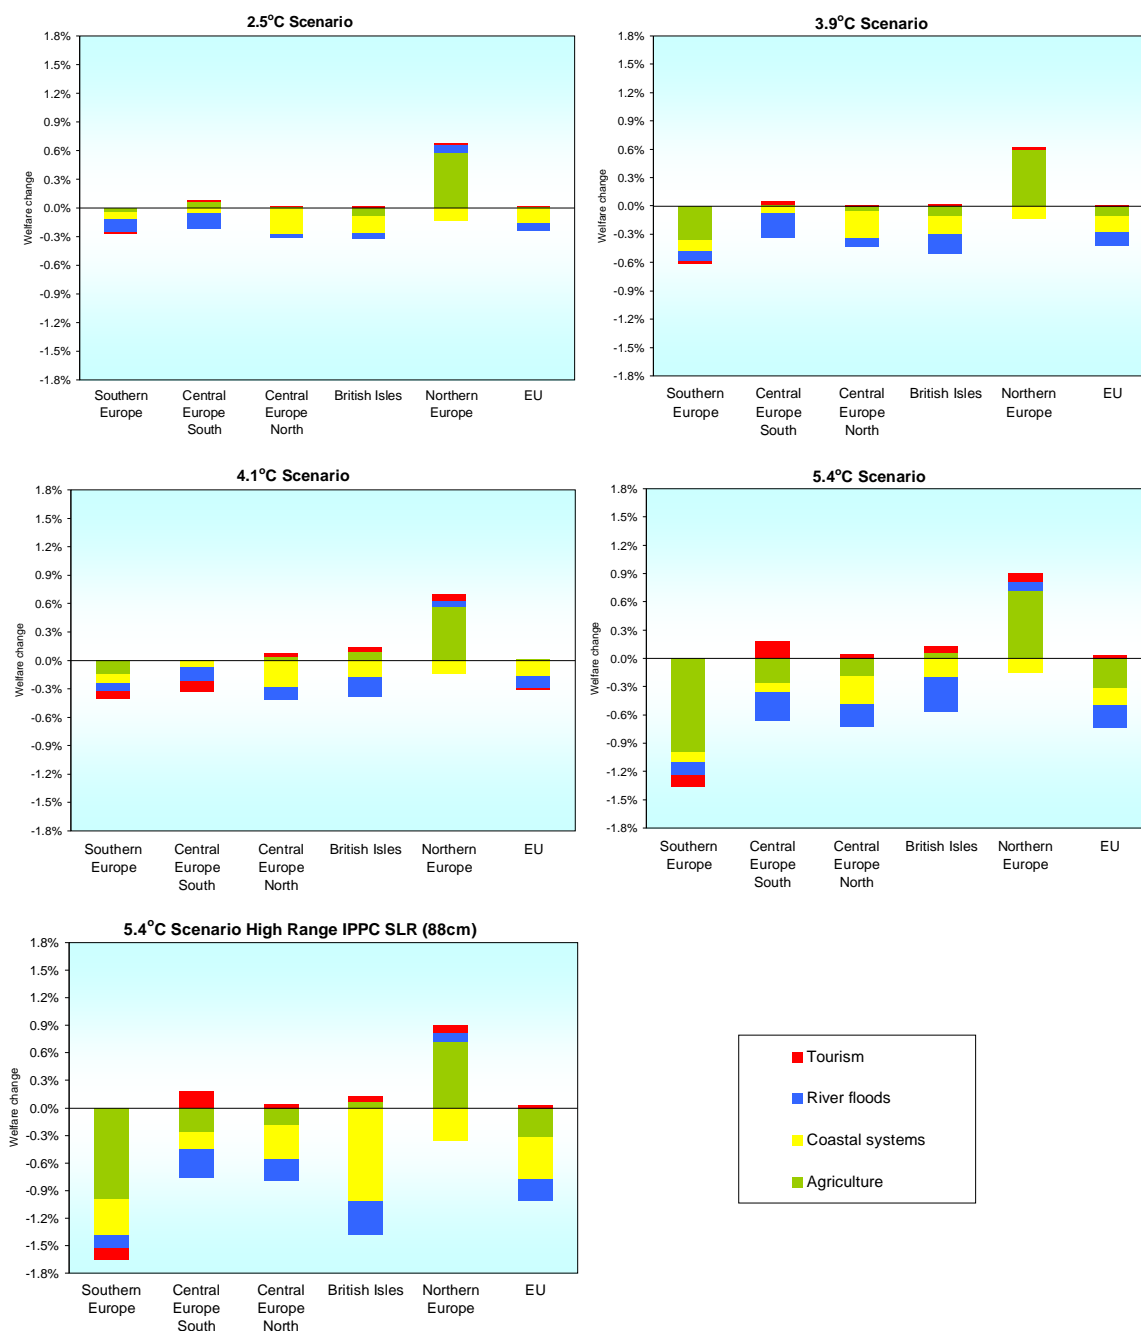 2.5°C Scenario
1.8%
1.5%
1.2%
0.9%
0.6%
0.3%
0.0%
-0.3%
-0.6%
-0.9%
-1.2%
-1.5%
-1.8%
Welfare change
Southern Europe
Central Europe South
Central Europe North
British Isles
Northern Europe
EU
3.9°C Scenario
1.8%
1.5%
1.2%
0.9%
0.6%
0.3%
0.0%
-0.3%
-0.6%
-0.9%
-1.2%
-1.5%
-1.8%
Welfare change
Southern Europe
Central Europe South
Central Europe North
British Isles
Northern Europe
EU
4.1°C Scenario
1.8%
1.5%
1.2%
0.9%
0.6%
0.3%
0.0%
-0.3%
-0.6%
-0.9%
-1.2%
-1.5%
-1.8%
Welfare change
Southern Europe
Central Europe South
Central Europe North
British Isles
Northern Europe
EU
5.4°C Scenario
1.8%
1.5%
1.2%
0.9%
0.6%
0.3%
0.0%
-0.3%
-0.6%
-0.9%
-1.2%
-1.5%
-1.8%
Welfare change
Southern Europe
Central Europe South
Central Europe North
British Isles
Northern Europe
EU
5.4°C Scenario High Range IPPC SLR (88cm)
1.8%
1.5%
1.2%
0.9%
0.6%
0.3%
0.0%
-0.3%
-0.6%
-0.9%
-1.2%
-1.5%
-1.8%
Welfare change
Southern Europe
Central Europe South
Central Europe North
British Isles
Northern Europe
EU
Tourism
River floods
Coastal systems
Agriculture